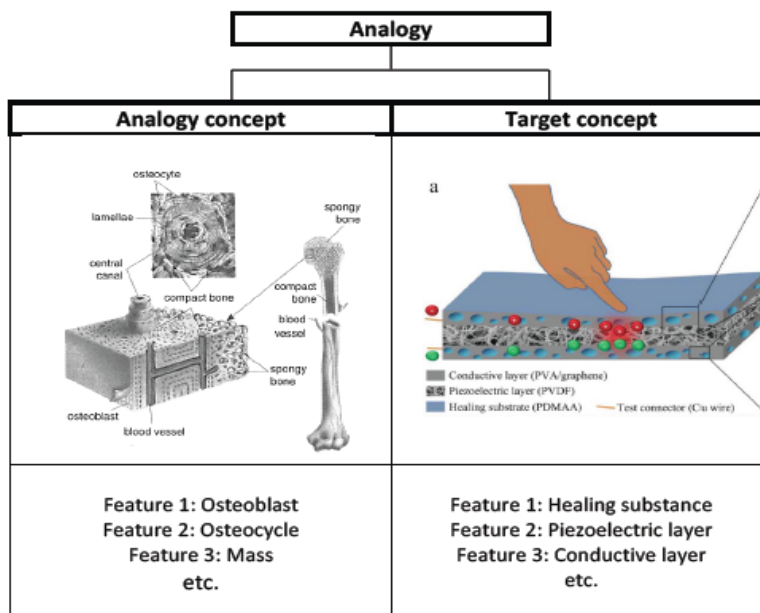 Analogy
Analogy concept
Target concept
osteocyte
lamellae
central
canal
compact bone
osteoblast
blood vessel
spongy
bone
spongy
bone
compact
bone
blood
vessel
a
Conductive layer (PVA/graphene)
Piezoelectric layer (PVDF)
Healing substrate (PDMAA)
Test connector (Cu wire)
Feature 1: Osteoblast
Feature 2: Osteocycle
Feature 3: Mass
etc.
Feature 1: Healing substance
Feature 2: Piezoelectric layer
Feature 3: Conductive layer
etc.